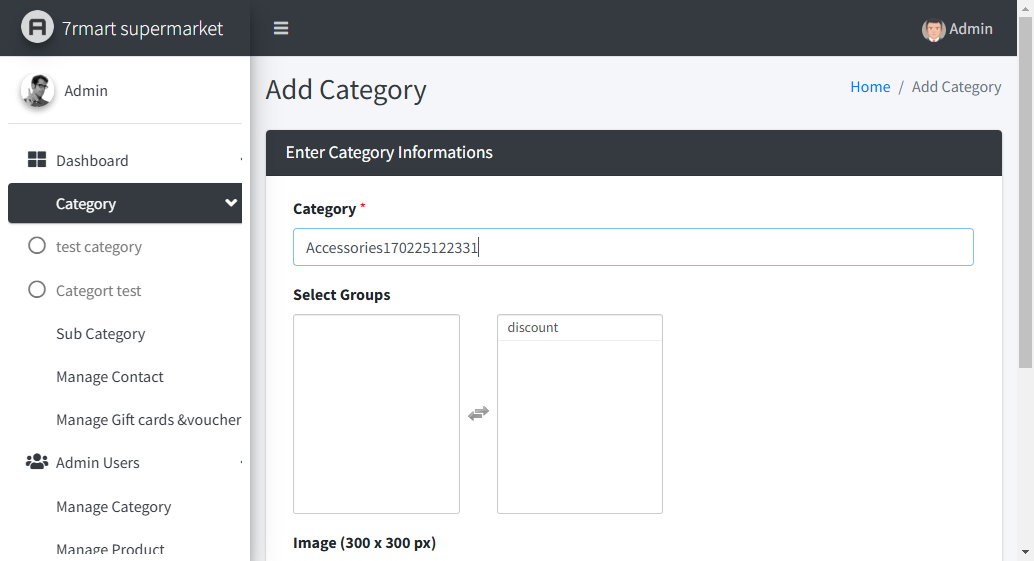 7rmart supermarket
Admin
Admin
Add Category
Home / Add Category
Dashboard
Category
test category
Categort test
Sub Category
Manage Contact
Manage Gift cards &voucher
Admin Users
Manage Category
Manage Product
Enter Category Informations
Category *
Accessories170225122331
Select Groups
discount
Image (300 x 300 px)